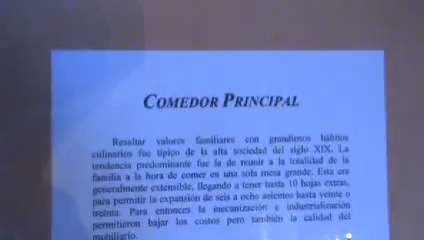 COMEDOR PRINCIPAL
Resaltar valores familiares con grandiosos hábitos
culinarios fue típico de la alta sociedad del siglo XIX. La
tendencia predominante fue la de reunir a la totalidad de la
familia a la hora de comer en una sola mesa grande. Esta era
generalmente extensible, llegando a tener hasta 10 hojas extras,
para permitir la expansión de seis a ocho asientos hasta veinte o
treinta. Para entonces la mecanización e industrialización
permitieron bajar los costos pero también la calidad del
mobiliario.